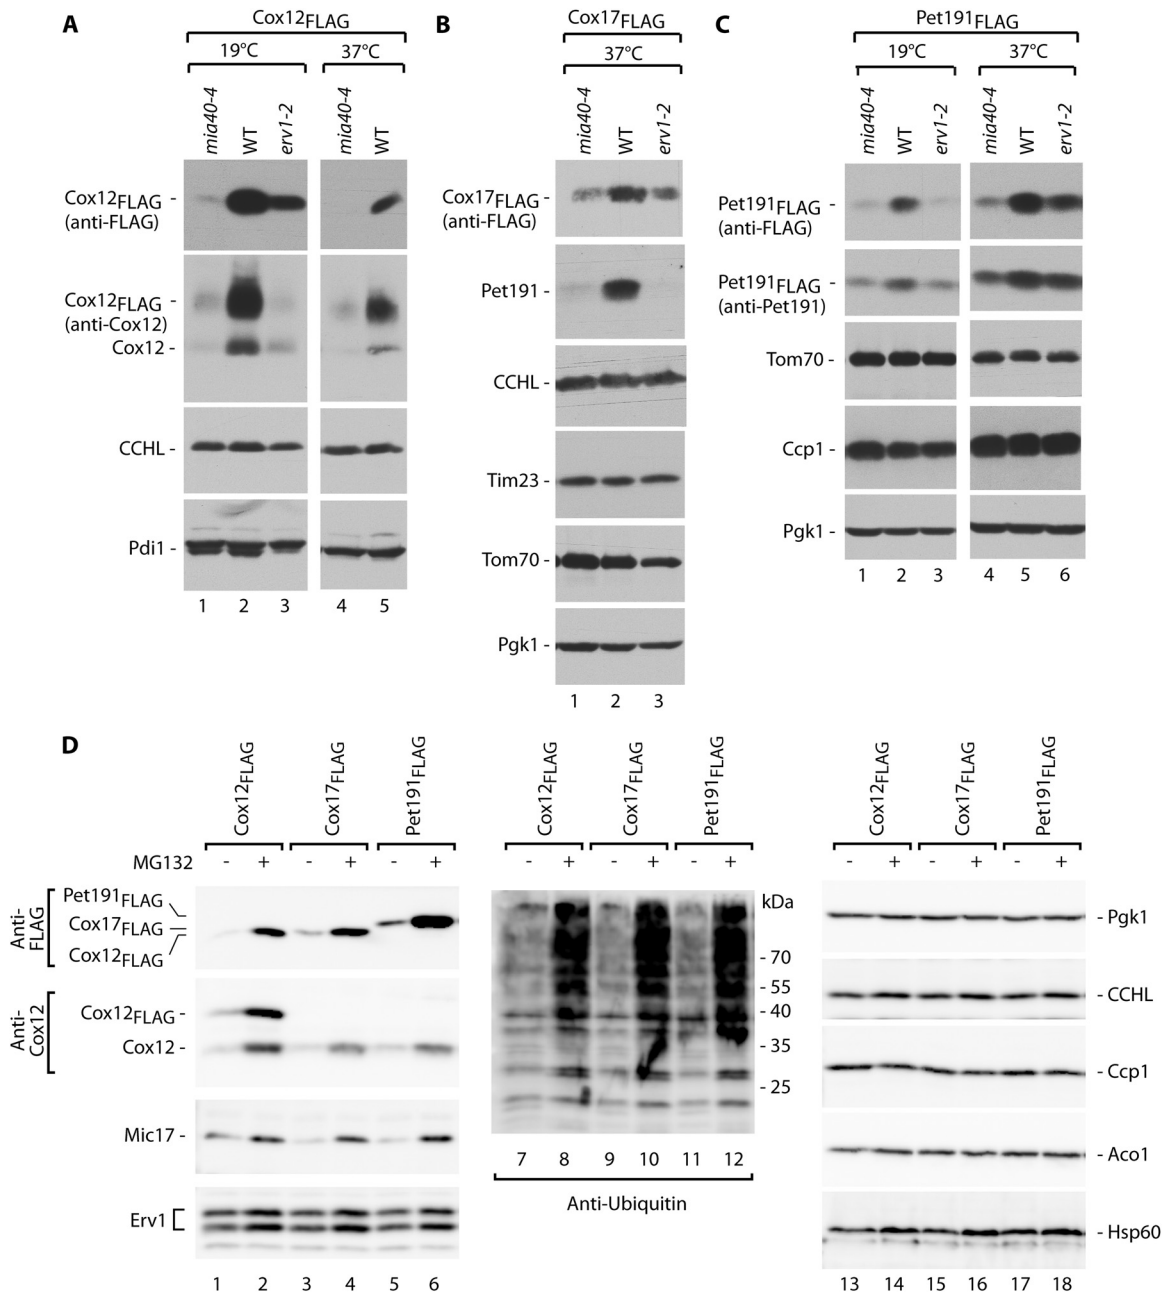 A
Cox12FLAG
19°C 37°C
mia40-4 WT erv1-2 mia40-4 WT
Cox12FLAG -
(anti-FLAG)
Cox12FLAG -
(anti-Cox12)
Cox12 -
CCHL -
Pdi1 -
1 2 3 4 5
B
Cox17FLAG
37°C
mia40-4 WT erv1-2
Cox17FLAG -
(anti-FLAG)
Pet191 -
CCHL -
Tim23 -
Tom70 -
Pgk1 -
1 2 3
C
Pet191FLAG
19°C 37°C
mia40-4 WT erv1-2 mia40-4 WT erv1-2
Pet191FLAG -
(anti-FLAG)
Pet191FLAG -
(anti-Pet191)
Tom70 -
Ccp1 -
Pgk1 -
1 2 3 4 5 6
D
Cox12FLAG Cox17FLAG Pet191FLAG
MG132 - + - + - +
Anti-
FLAG
Pet191FLAG
Cox17FLAG
Cox12FLAG
Anti-
Cox12
Cox12FLAG -
Cox12 -
Mic17 -
Erv1
1 2 3 4 5 6
Cox12FLAG Cox17FLAG Pet191FLAG
- + - + - +
kDa
- 70
- 55
- 40
- 35
- 25
7 8 9 10 11 12
Anti-Ubiquitin
Cox12FLAG Cox17FLAG Pet191FLAG
- + - + - +
- Pgk1
- CCHL
- Ccp1
- Aco1
- Hsp60
13 14 15 16 17 18